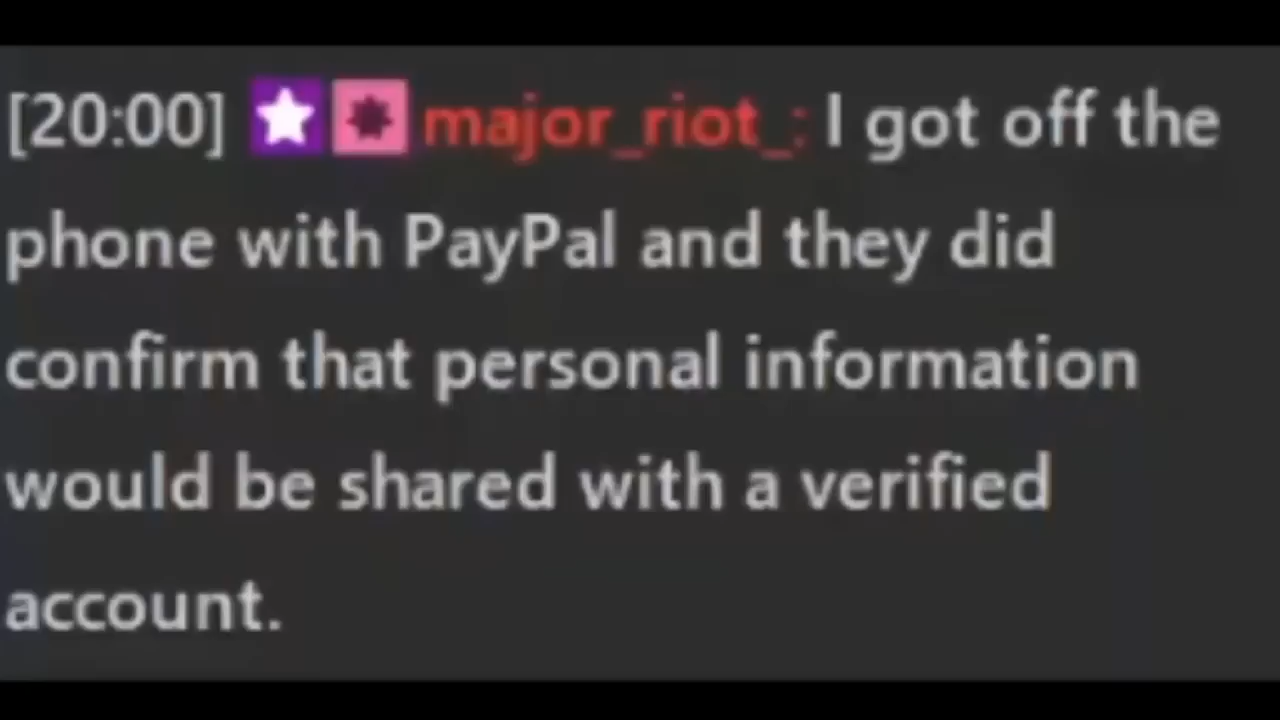 [20:00] major_riot_: I got off the
phone with PayPal and they did
confirm that personal information
would be shared with a verified
account.